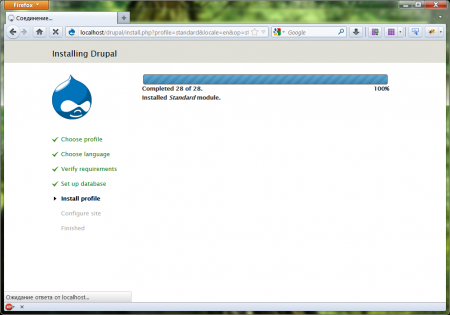 Firefox
Соединение...
localhost/drupal/install.php?profile=standard&locale=en&op=s
Google
Installing Drupal
Completed 28 of 28.
100%
Installed Standard module.
Choose profile
Choose language
Verify requirements
Set up database
Install profile
Configure site
Finished
Ожидание ответа от localhost...